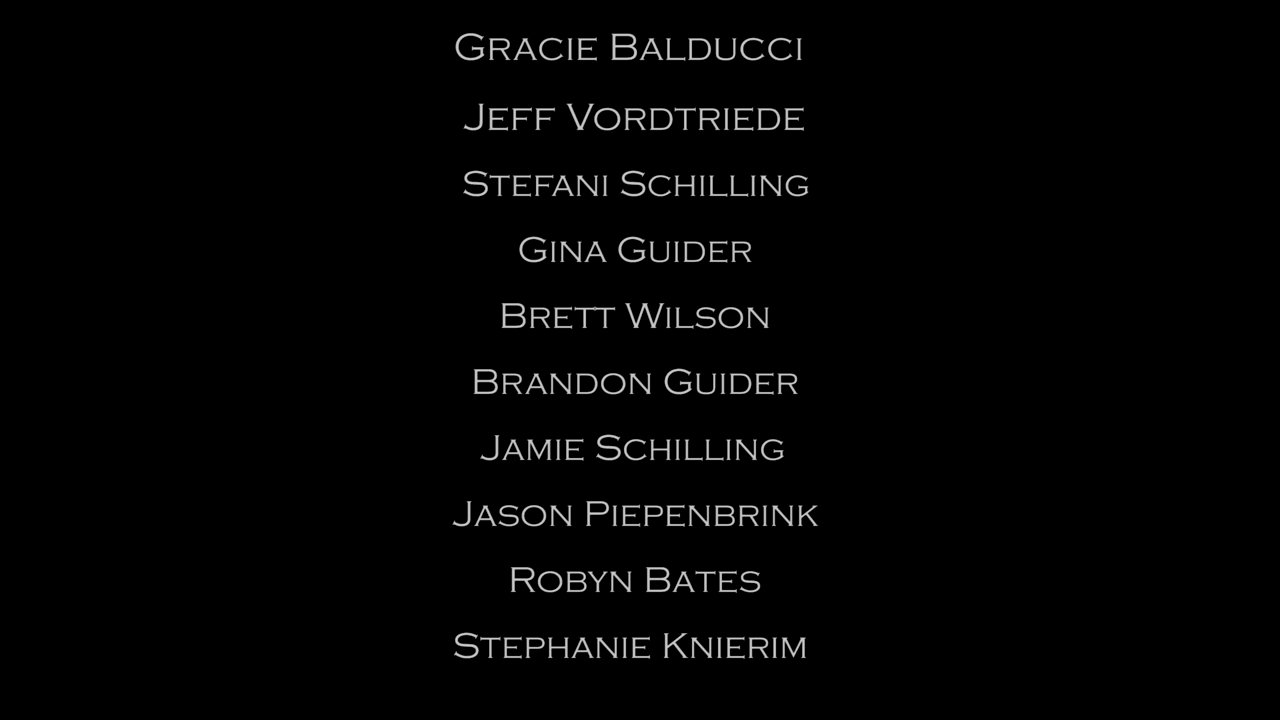 Gracie Balducci
Jeff Vordtriede
Stefani Schilling
Gina Guider
Brett Wilson
Brandon Guider
Jamie Schilling
Jason Piepenbrink
Robyn Bates
Stephanie Knierim